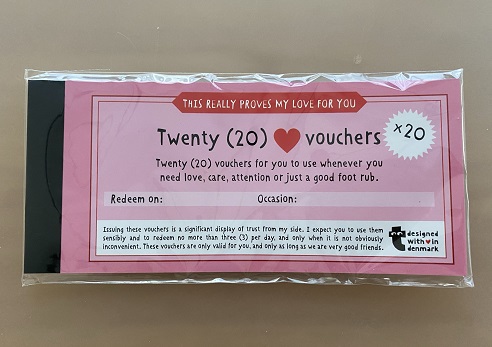 THIS REALLY PROVES MY LOVE FOR YOU
Twenty (20) ♥ vouchers
x20
Twenty (20) vouchers for you to use whenever you
need love, care, attention or just a good foot rub.
Redeem on: Occasion:
Issuing these vouchers is a significant display of trust from my side. I expect you to use them
sensibly and to redeem no more than three (3) per day, and only when it is not obviously
inconvenient. These vouchers are only valid for you, and only as long as we are very good friends.
designed
with♥in
denmark